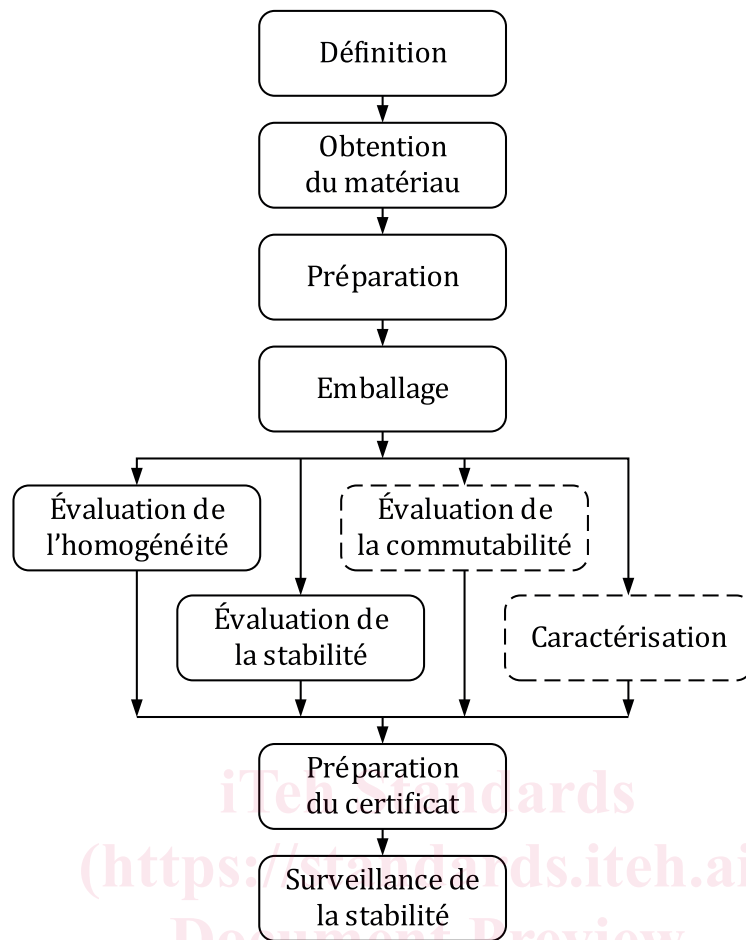 Définition
Obtention
du matériau
Préparation
Emballage
Évaluation de
l’homogénéité
Évaluation de
la commutabilité
Évaluation de
la stabilité
Caractérisation
Préparation
du certificat
Surveillance de
la stabilité
iTeh Standards
(https://standards.iteh.ai
Document Preview